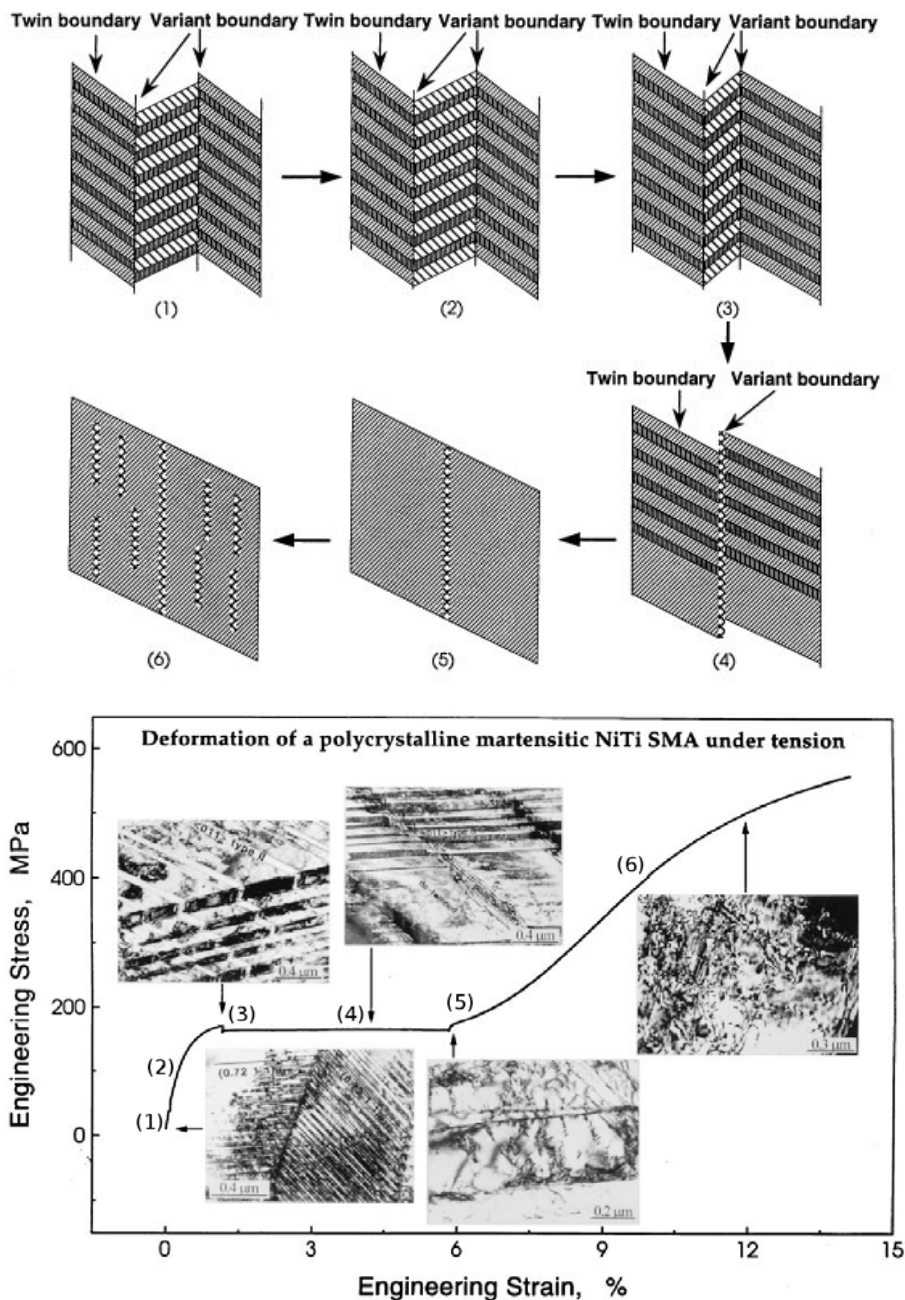 Twin boundary Variant boundary Twin boundary Variant boundary Twin boundary Variant boundary
(1) (2) (3)
Twin boundary Variant boundary
(6) (5) (4)
Deformation of a polycrystalline martensitic NiTi SMA under tension
600
400
200
0
Engineering Stress, MPa
type II
0.4 μm
0.4 μm
(0.72
0.4 μm
0.2 μm
0.3 μm
(1)
(2)
(3)
(4)
(5)
(6)
0 3 6 9 12 15
Engineering Strain, %